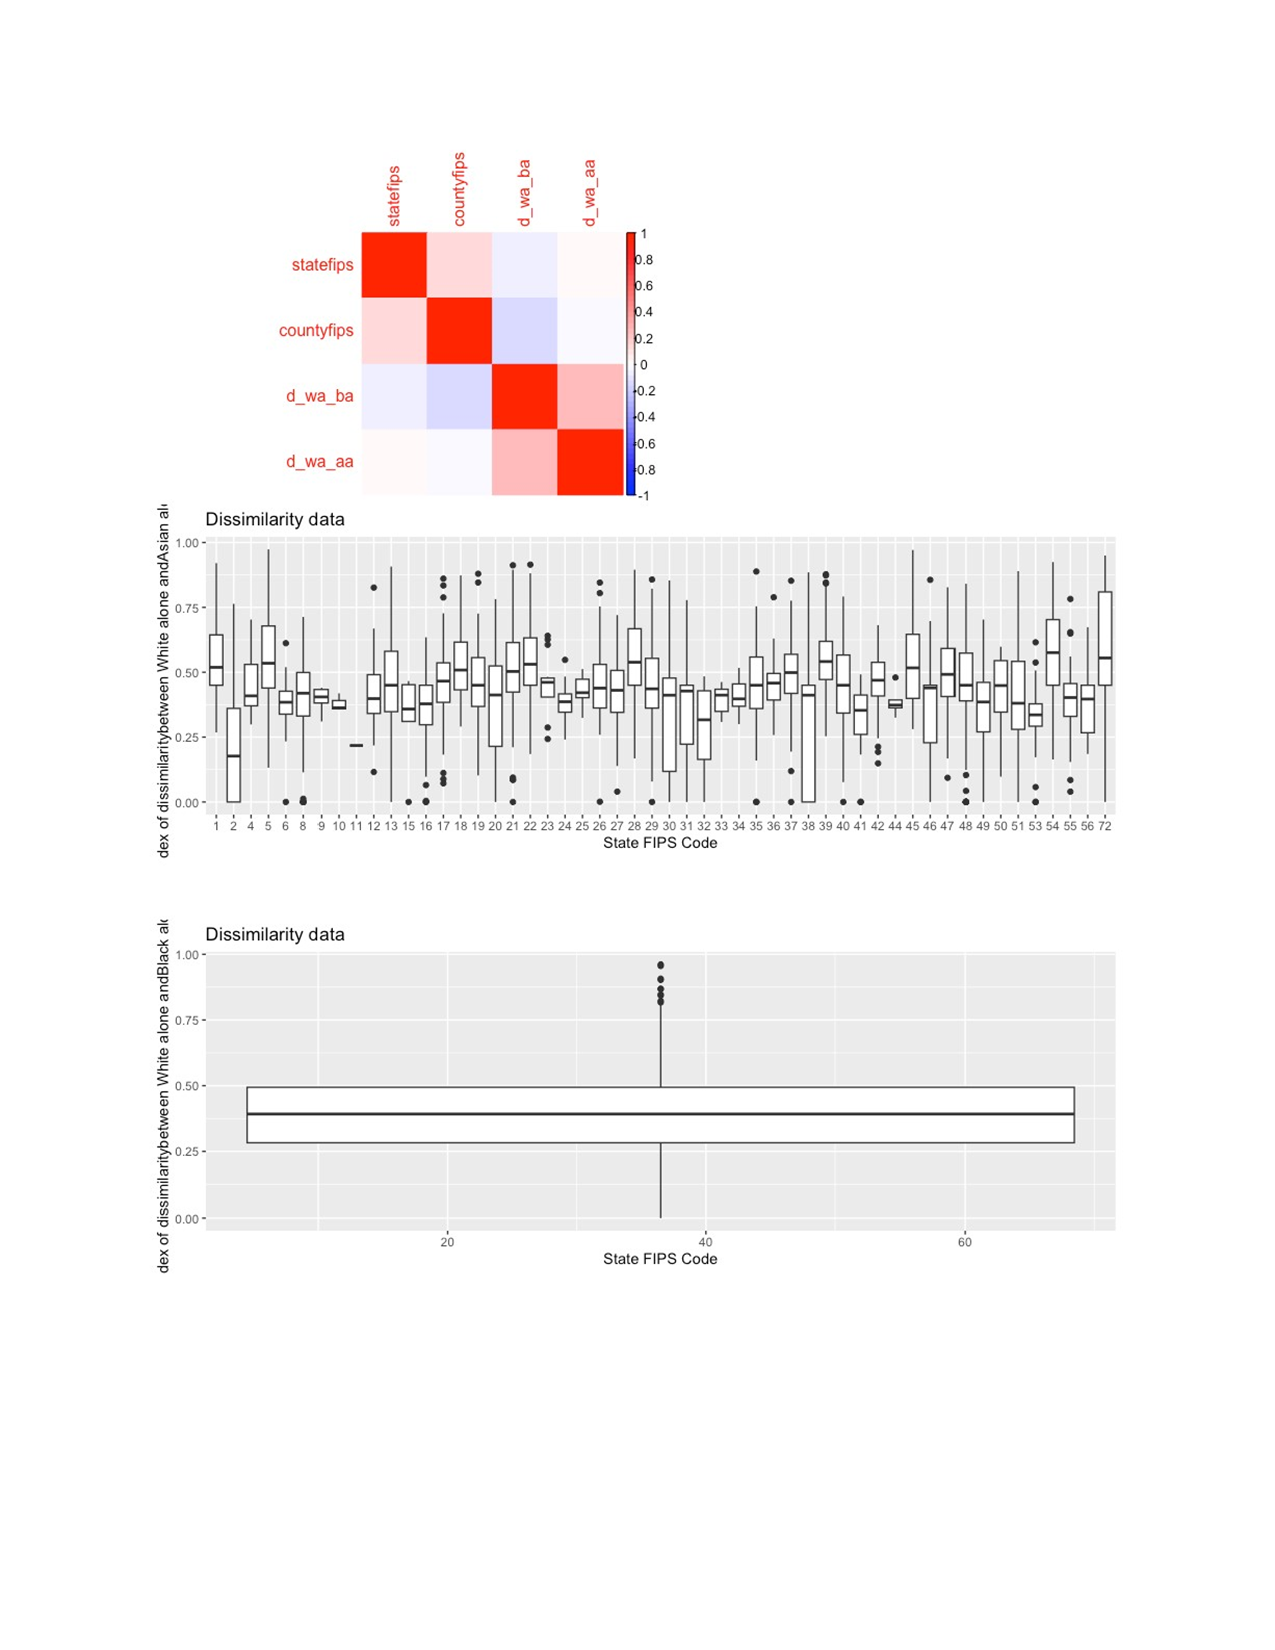 statefips
countyfips
d_wa_ba
d_wa_aa
statefips
countyfips
d_wa_ba
d_wa_aa
1
0.8
0.6
0.4
0.2
0
-0.2
-0.4
-0.6
-0.8
-1
Dissimilarity data
dex of dissimilaritybetween White alone andAsian al
1.00
0.75
0.50
0.25
0.00
1 2 4 5 6 8 9 10 11 12 13 15 16 17 18 19 20 21 22 23 24 25 26 27 28 29 30 31 32 33 34 35 36 37 38 39 40 41 42 44 45 46 47 48 49 50 51 53 54 55 56 72
State FIPS Code
Dissimilarity data
dex of dissimilaritybetween White alone andBlack al
1.00
0.75
0.50
0.25
0.00
20 40 60
State FIPS Code